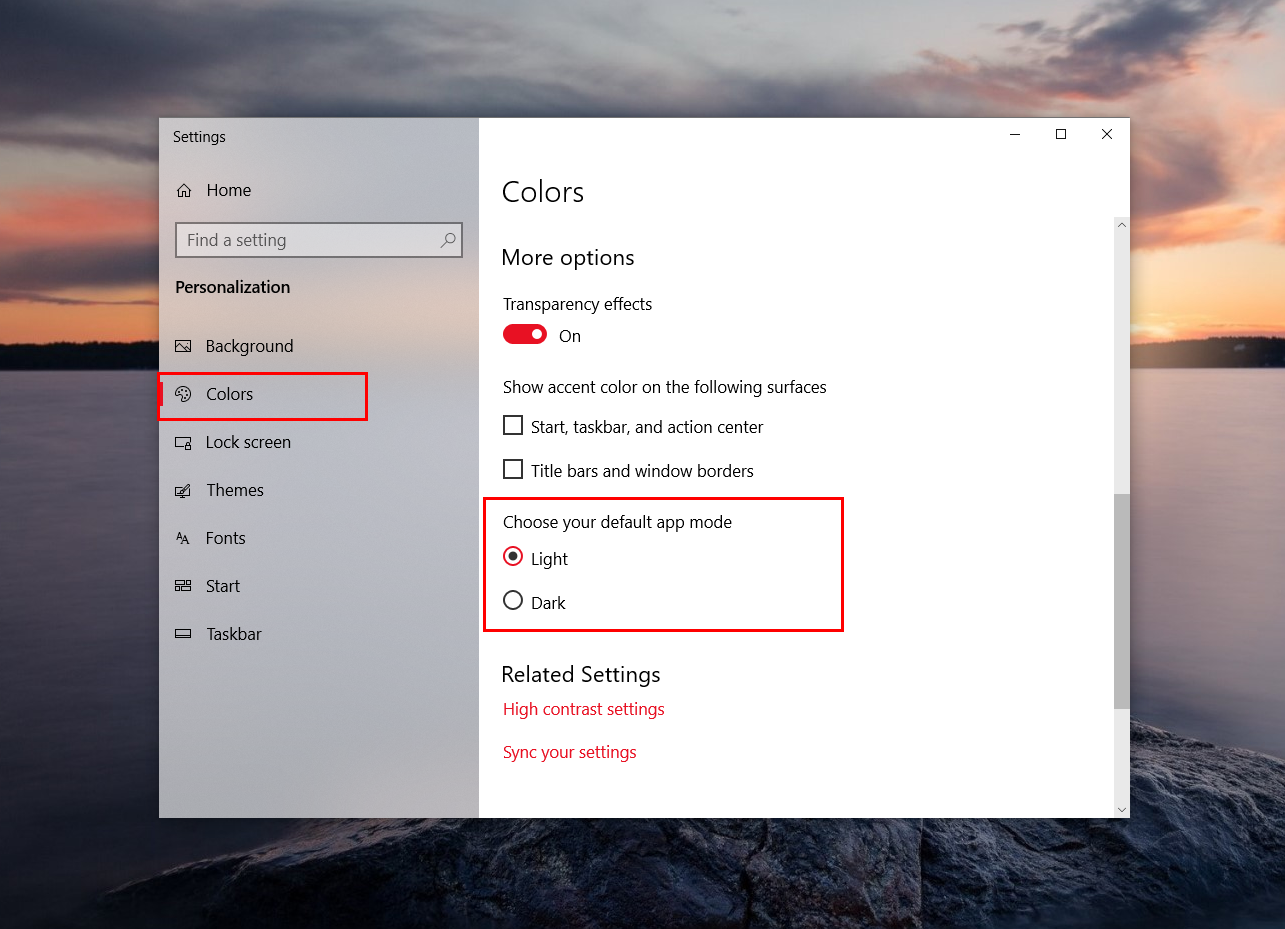 Settings
Home
Find a setting
Personalization
Background
Colors
Lock screen
Themes
Fonts
Start
Taskbar
Colors
More options
Transparency effects
On
Show accent color on the following surfaces
Start, taskbar, and action center
Title bars and window borders
Choose your default app mode
Light
Dark
Related Settings
High contrast settings
Sync your settings